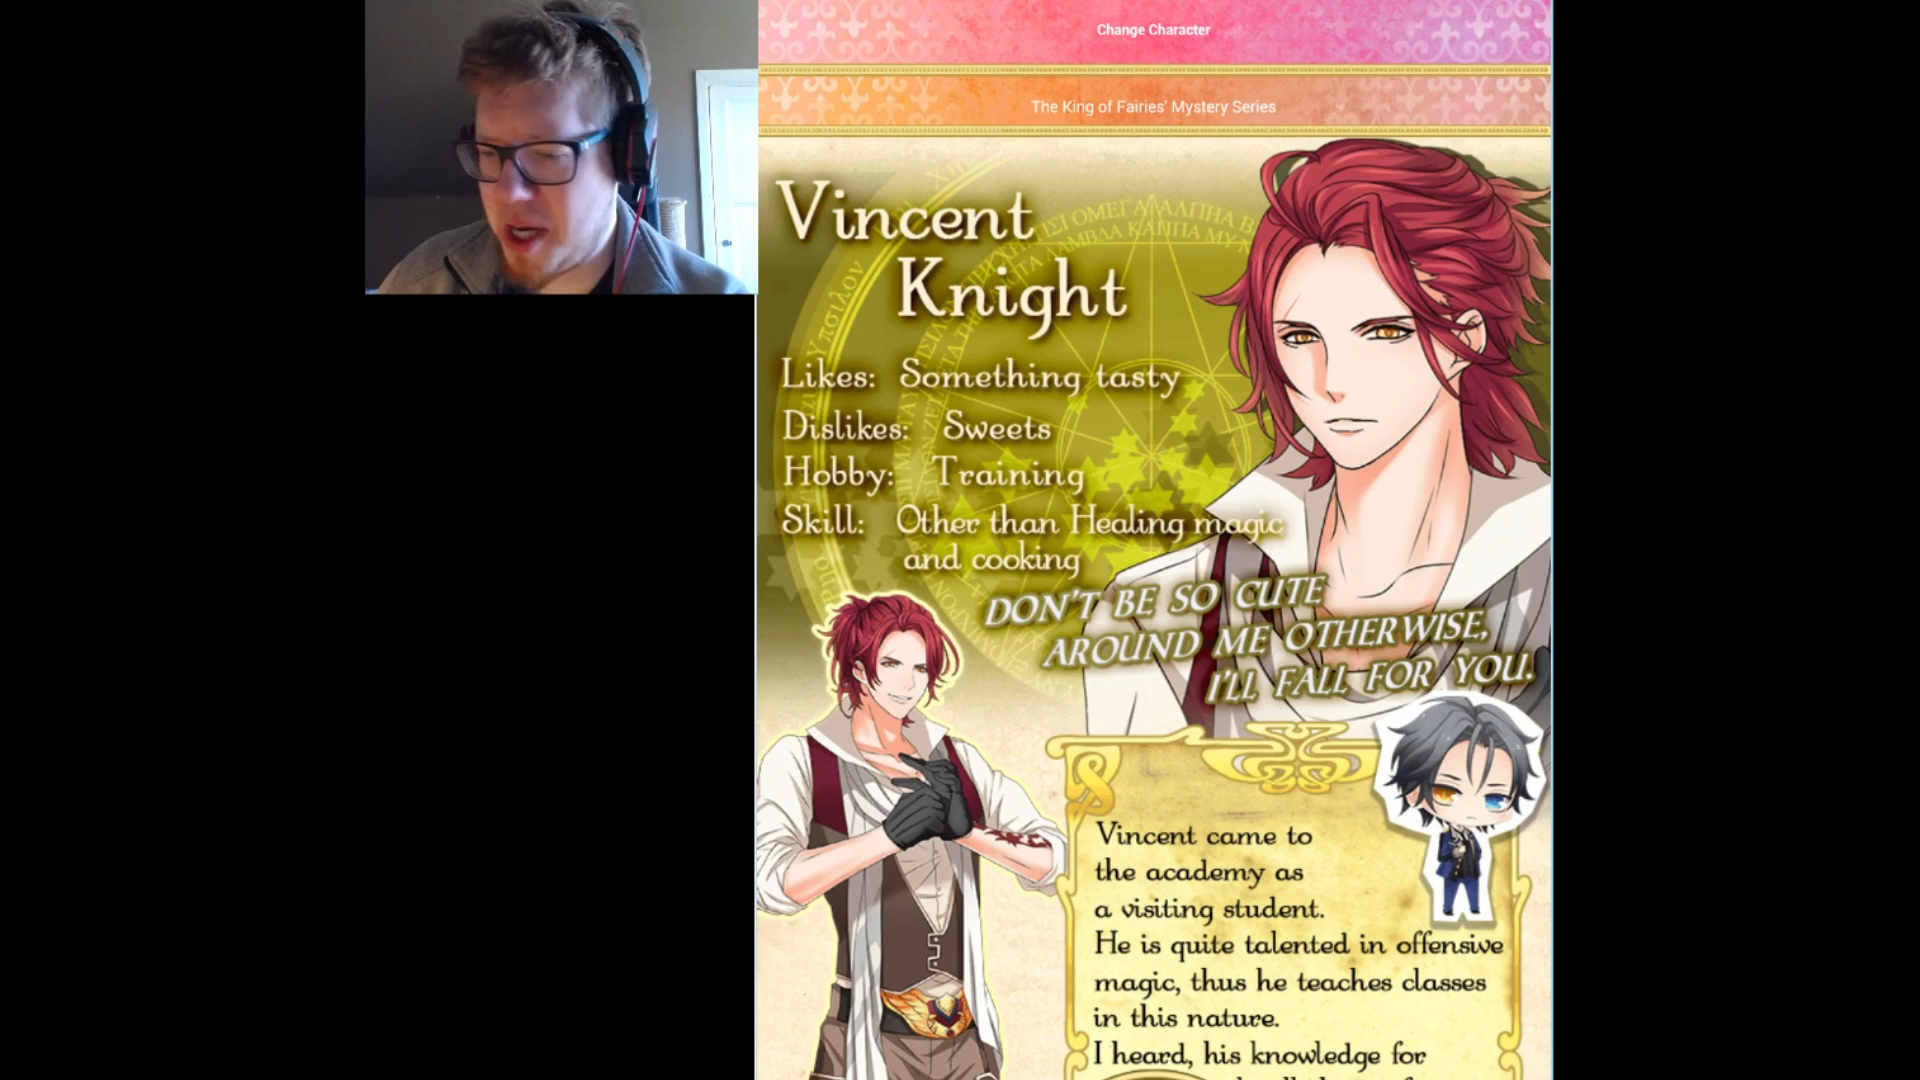 Change Character
The King of Fairies' Mystery Series
Vincent
Knight
Likes: Something tasty
Dislikes: Sweets
Hobby: Training
Skill: Other than Healing magic
and cooking
DON'T BE SO CUTE
AROUND ME OTHERWISE,
I'LL FALL FOR YOU.
Vincent came to
the academy as
a visiting student.
He is quite talented in offensive
magic, thus he teaches classes
in this nature.
I heard, his knowledge for